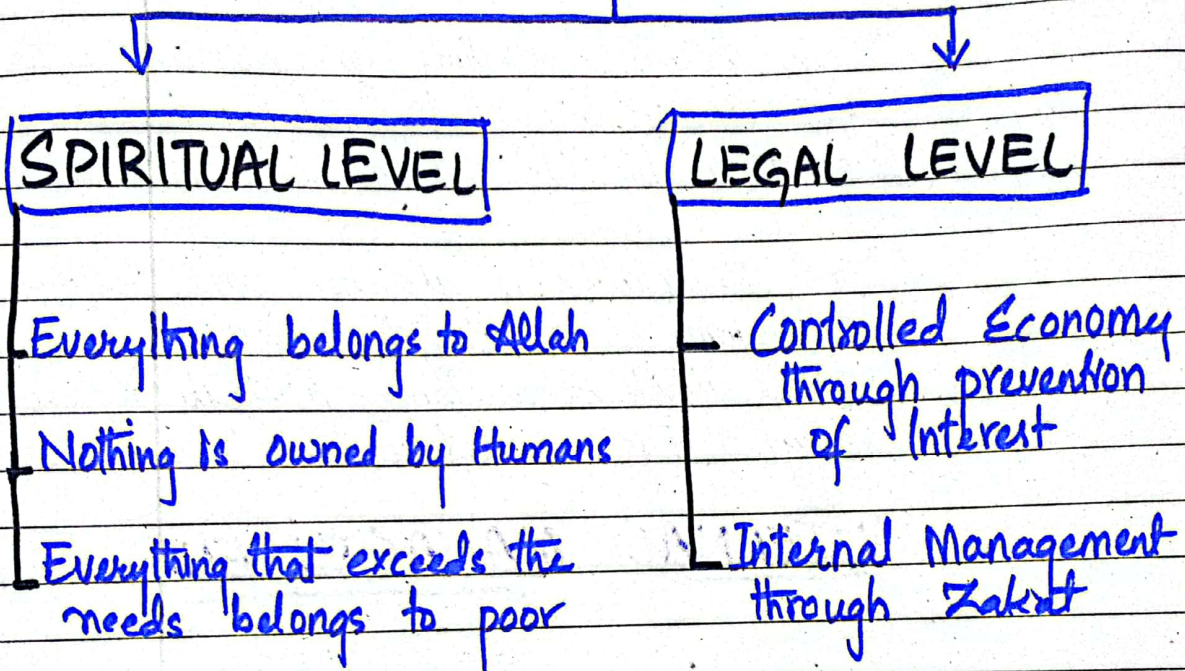 SPIRITUAL LEVEL
Everything belongs to Allah
Nothing is owned by Humans
Everything that exceeds the
needs belongs to poor
LEGAL LEVEL
Controlled Economy
through prevention
of Interest
Internal Management
through Zakat